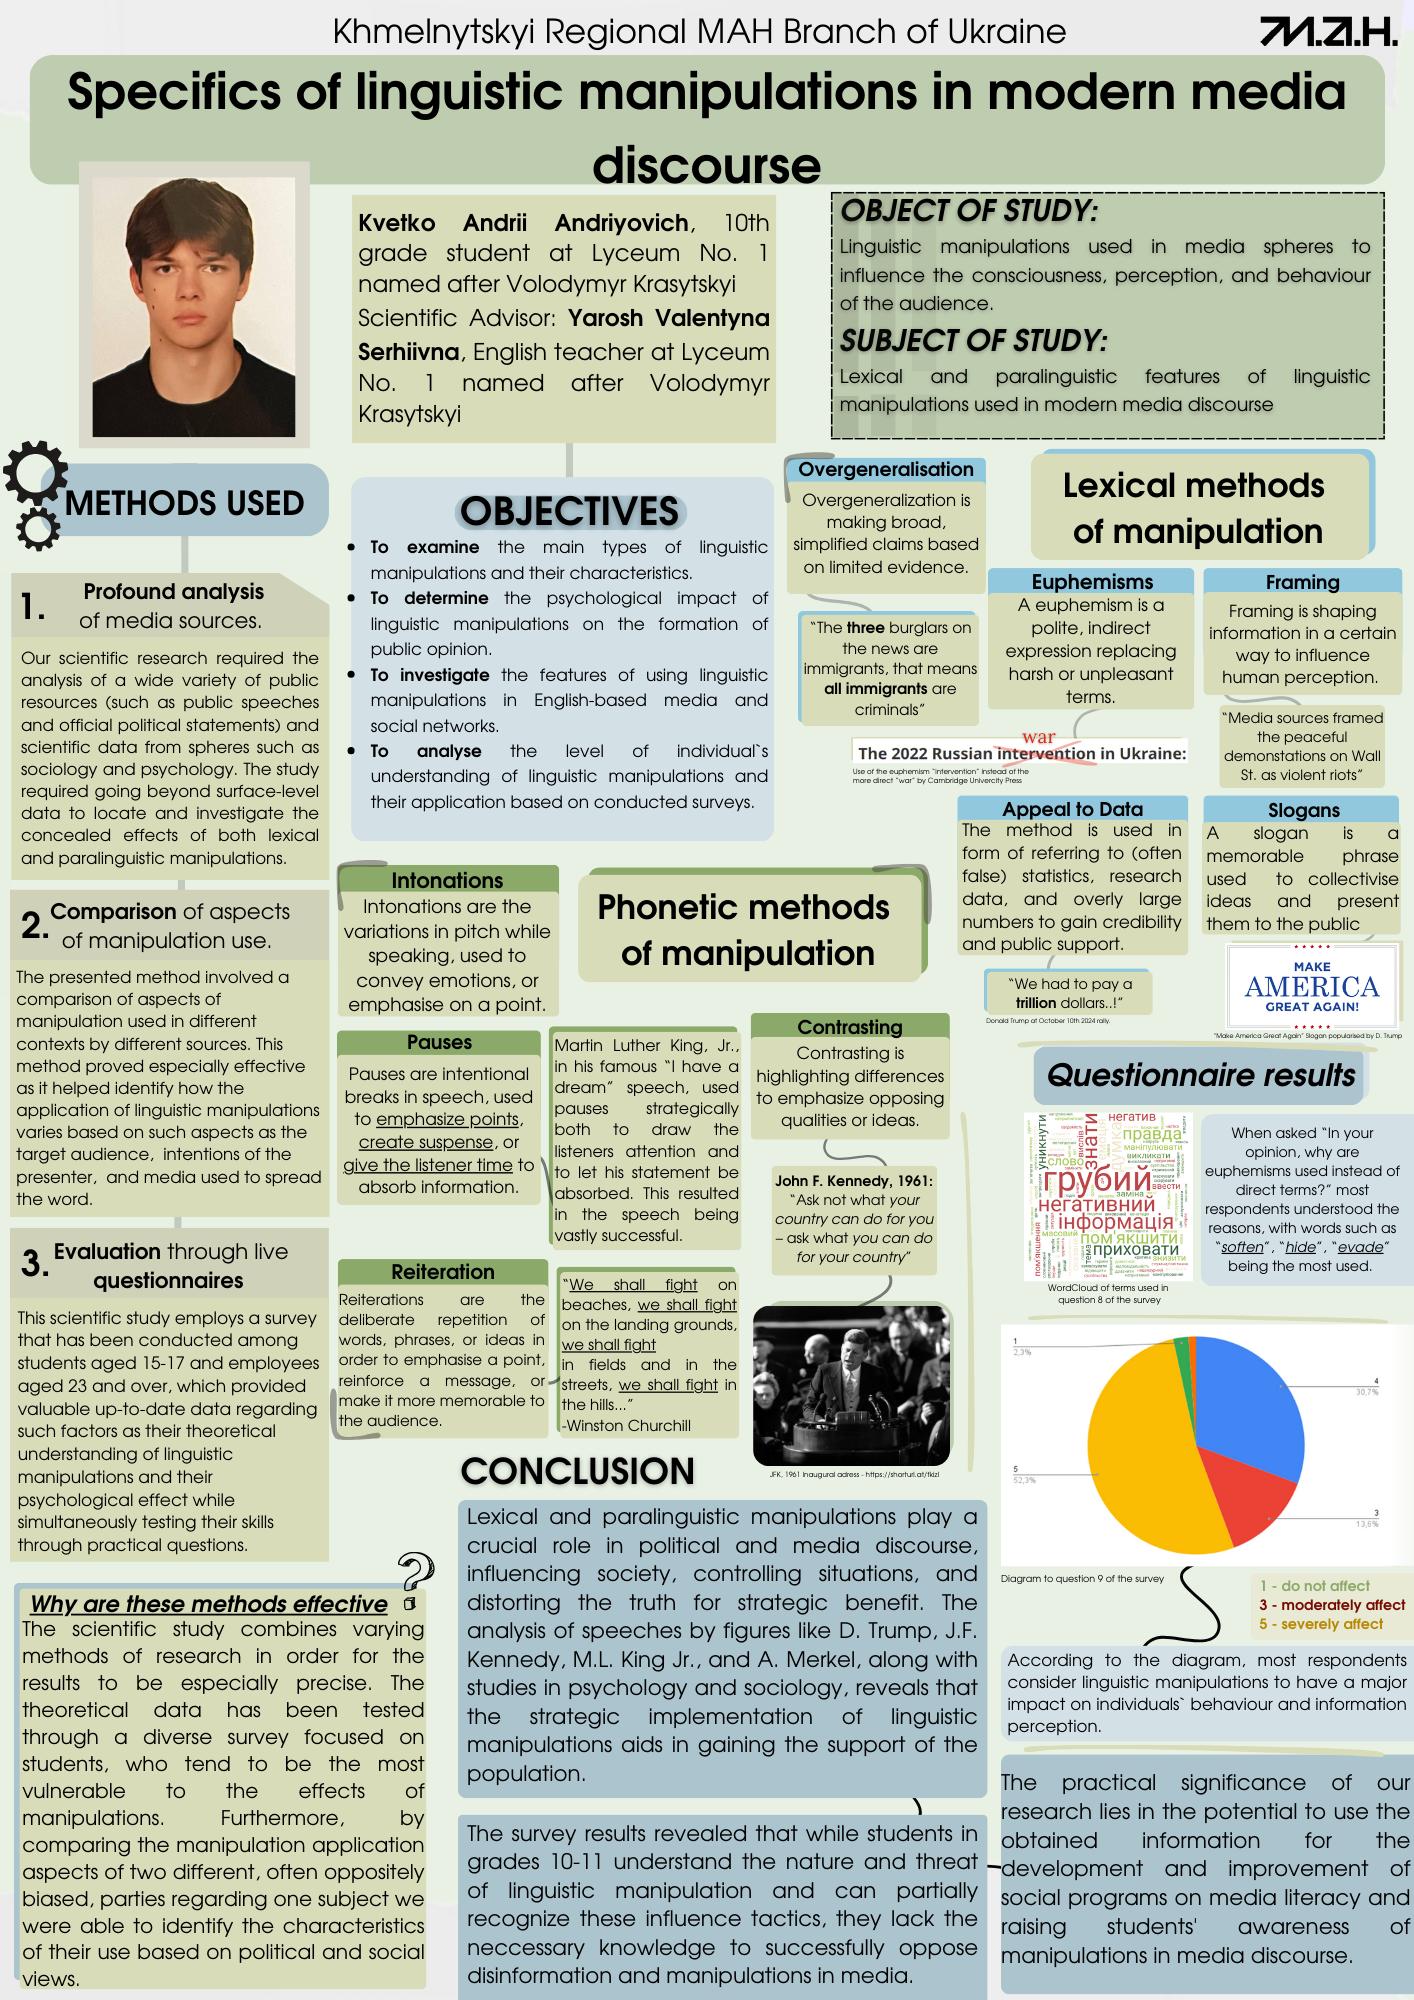 Khmelnytskyi Regional MAH Branch of Ukraine
M.A.H.
Specifics of linguistic manipulations in modern media
discourse
Kvetko Andrii Andriyovich, 10th
grade student at Lyceum No. 1
named after Volodymyr Krasytskyi
Scientific Advisor: Yarosh Valentyna
Serhiivna, English teacher at Lyceum
No. 1 named after Volodymyr
Krasytskyi
OBJECT OF STUDY:
Linguistic manipulations used in media spheres to
influence the consciousness, perception, and behaviour
of the audience.
SUBJECT OF STUDY:
Lexical and paralinguistic features of linguistic
manipulations used in modern media discourse
METHODS USED
1.
Profound analysis
of media sources.
Our scientific research required the
analysis of a wide variety of public
resources (such as public speeches
and official political statements) and
scientific data from spheres such as
sociology and psychology. The study
required going beyond surface-level
data to locate and investigate the
concealed effects of both lexical
and paralinguistic manipulations.
2.
Comparison of aspects
of manipulation use.
The presented method involved a
comparison of aspects of
manipulation used in different
contexts by different sources. This
method proved especially effective
as it helped identify how the
application of linguistic manipulations
varies based on such aspects as the
target audience, intentions of the
presenter, and media used to spread
the word.
3.
Evaluation through live
questionnaires
This scientific study employs a survey
that has been conducted among
students aged 15-17 and employees
aged 23 and over, which provided
valuable up-to-date data regarding
such factors as their theoretical
understanding of linguistic
manipulations and their
psychological effect while
simultaneously testing their skills
through practical questions.
?
Why are these methods effective
The scientific study combines varying
methods of research in order for the
results to be especially precise. The
theoretical data has been tested
through a diverse survey focused on
students, who tend to be the most
vulnerable to the effects of
manipulations. Furthermore, by
comparing the manipulation application
aspects of two different, often oppositely
biased, parties regarding one subject we
were able to identify the characteristics
of their use based on political and social
views.
OBJECTIVES
• To examine the main types of linguistic
manipulations and their characteristics.
• To determine the psychological impact of
linguistic manipulations on the formation of
public opinion.
• To investigate the features of using linguistic
manipulations in English-based media and
social networks.
• To analyse the level of individual`s
understanding of linguistic manipulations and
their application based on conducted surveys.
Lexical methods
of manipulation
Overgeneralisation
Overgeneralization is
making broad,
simplified claims based
on limited evidence.
“The three burglars on
the news are
immigrants, that means
all immigrants are
criminals”
Euphemisms
A euphemism is a
polite, indirect
expression replacing
harsh or unpleasant
terms.
war
The 2022 Russian intervention in Ukraine:
Use of the euphemism “intervention” instead of the
more direct “war” by Cambridge Univercity Press
Framing
Framing is shaping
information in a certain
way to influence
human perception.
“Media sources framed
the peaceful
demonstations on Wall
St. as violent riots”
Appeal to Data
The method is used in
form of referring to (often
false) statistics, research
data, and overly large
numbers to gain credibility
and public support.
“We had to pay a
trillion dollars..!”
Donald Trump at October 10th 2024 rally.
Slogans
A slogan is a
memorable phrase
used to collectivise
ideas and present
them to the public
MAKE
AMERICA
GREAT AGAIN!
“Make America Great Again” Slogan popularised by D. Trump
Phonetic methods
of manipulation
Intonations
Intonations are the
variations in pitch while
speaking, used to
convey emotions, or
emphasise on a point.
Pauses
Pauses are intentional
breaks in speech, used
to emphasize points,
create suspense, or
give the listener time to
absorb information.
Martin Luther King, Jr.,
in his famous “I have a
dream” speech, used
pauses strategically
both to draw the
listeners attention and
to let his statement be
absorbed. This resulted
in the speech being
vastly successful.
Contrasting
Contrasting is
highlighting differences
to emphasize opposing
qualities or ideas.
John F. Kennedy, 1961:
“Ask not what your
country can do for you
– ask what you can do
for your country”
JFK, 1961 Inaugural adress - https://shorturl.at/fkizl
Reiteration
Reiterations are the
deliberate repetition of
words, phrases, or ideas in
order to emphasise a point,
reinforce a message, or
make it more memorable to
the audience.
“We shall fight on
beaches, we shall fight
on the landing grounds,
we shall fight
in fields and in the
streets, we shall fight in
the hills...”
-Winston Churchill
Questionnaire results
негатив
уникнути
знати
думка
правда
маніпулювати
слово
викликати
грубий
ввести
заміна
негативний
інформація
масовий
пом'якшити
тема
приховати
знизити
пом'якшення
WordCloud of terms used in
question 8 of the survey
When asked “In your
opinion, why are
euphemisms used instead of
direct terms?” most
respondents understood the
reasons, with words such as
“soften”, “hide”, “evade”
being the most used.
1
2,3%
4
30,7%
5
52,3%
3
13,6%
Diagram to question 9 of the survey
1 - do not affect
3 - moderately affect
5 - severely affect
According to the diagram, most respondents
consider linguistic manipulations to have a major
impact on individuals` behaviour and information
perception.
CONCLUSION
Lexical and paralinguistic manipulations play a
crucial role in political and media discourse,
influencing society, controlling situations, and
distorting the truth for strategic benefit. The
analysis of speeches by figures like D. Trump, J.F.
Kennedy, M.L. King Jr., and A. Merkel, along with
studies in psychology and sociology, reveals that
the strategic implementation of linguistic
manipulations aids in gaining the support of the
population.
The survey results revealed that while students in
grades 10-11 understand the nature and threat
of linguistic manipulation and can partially
recognize these influence tactics, they lack the
neccessary knowledge to successfully oppose
disinformation and manipulations in media.
The practical significance of our
research lies in the potential to use the
obtained information for the
development and improvement of
social programs on media literacy and
raising students' awareness of
manipulations in media discourse.